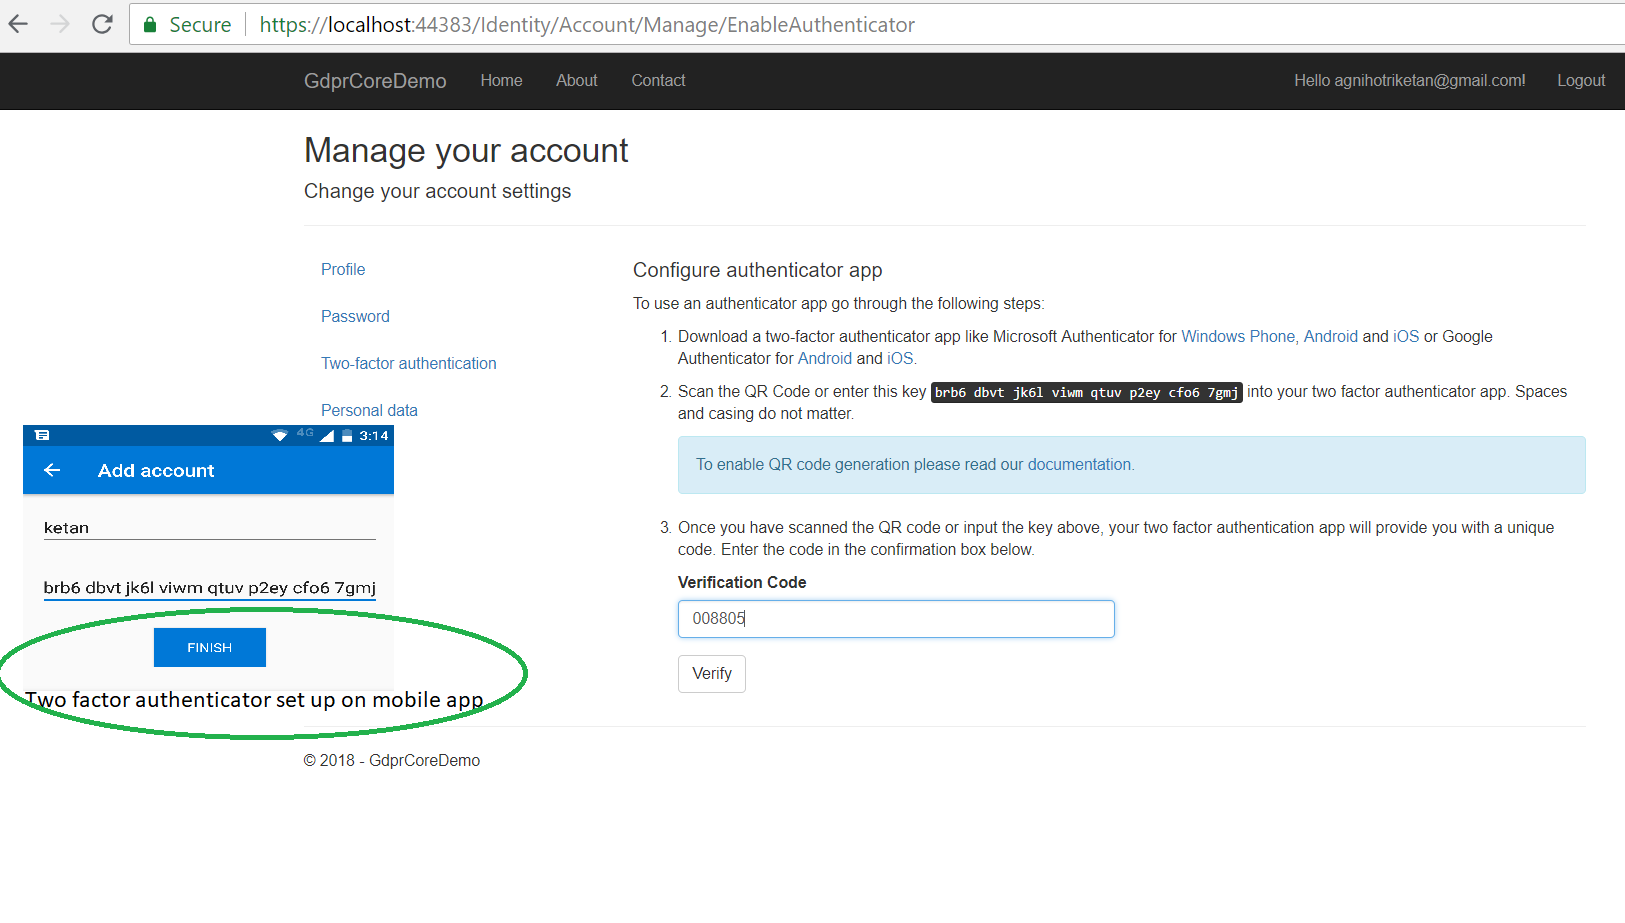 Secure https://localhost:44383/Identity/Account/Manage/EnableAuthenticator
GdprCoreDemo Home About Contact Hello agnihotriketan@gmail.com! Logout
Manage your account
Change your account settings
Profile
Password
Two-factor authentication
Personal data
Configure authenticator app
To use an authenticator app go through the following steps:
1. Download a two-factor authenticator app like Microsoft Authenticator for Windows Phone, Android and iOS or Google
Authenticator for Android and iOS.
2. Scan the QR Code or enter this key brb6 dbvt jk6l viwm qtuv p2ey cfo6 7gmj into your two factor authenticator app. Spaces
and casing do not matter.
To enable QR code generation please read our documentation.
3. Once you have scanned the QR code or input the key above, your two factor authentication app will provide you with a unique
code. Enter the code in the confirmation box below.
Verification Code
008805
Verify
4G 3:14
Add account
ketan
brb6 dbvt jk6l viwm qtuv p2ey cfo6 7gmj
FINISH
Two factor authenticator set up on mobile app
© 2018 - GdprCoreDemo